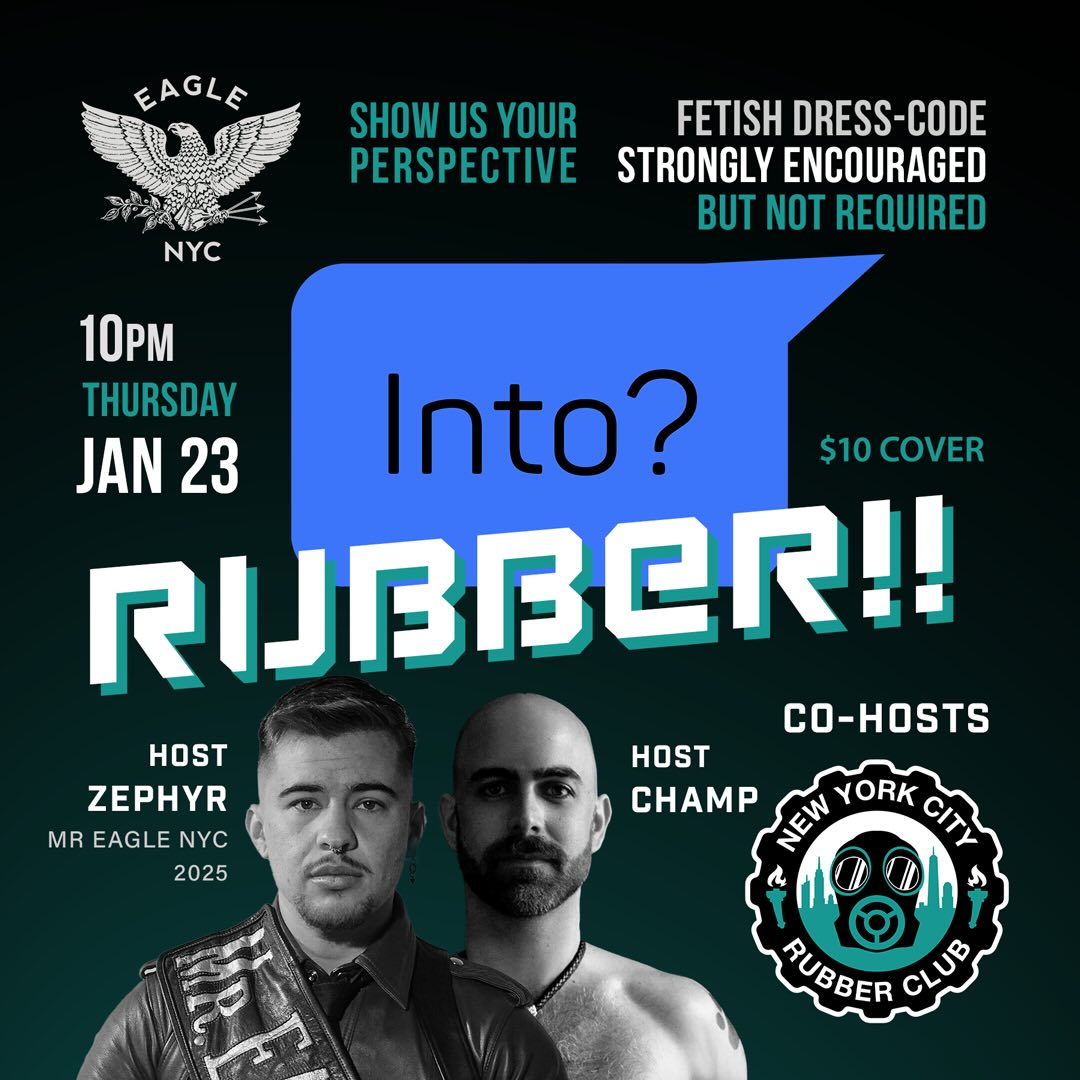 EAGLE
NYC
SHOW US YOUR
PERSPECTIVE
FETISH DRESS-CODE
STRONGLY ENCOURAGED
BUT NOT REQUIRED
10PM
THURSDAY
JAN 23
Into?
$10 COVER
RUBBER!!
HOST
ZEPHYR
MR EAGLE NYC
2025
HOST
CHAMP
CO-HOSTS
NEW YORK CITY
RUBBER CLUB
MR. E